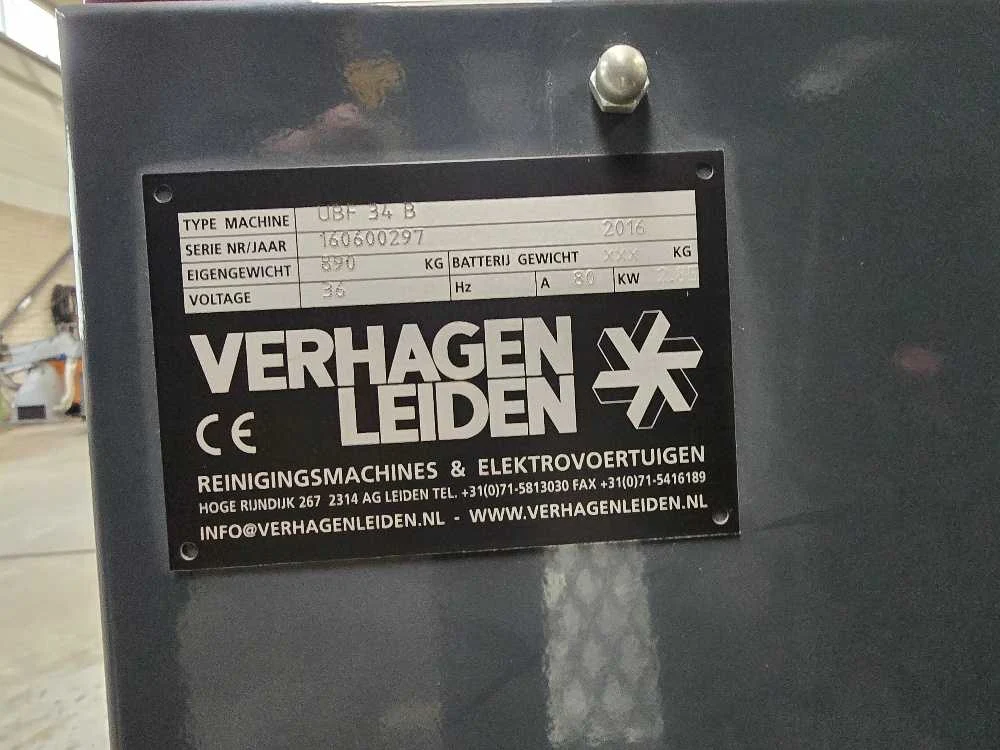 TYPE MACHINE UBF 34 B
SERIE NR/JAAR 160600297 2016
EIGENGEWICHT 890 KG BATTERIJ GEWICHT XXX KG
VOLTAGE 36 Hz A 80 KW
VERHAGEN
LEIDEN
CE
REINIGINGSMACHINES & ELEKTROVOERTUIGEN
HOGE RIJNDIJK 267 2314 AG LEIDEN TEL. +31(0)71-5813030 FAX +31(0)71-5416189
INFO@VERHAGENLEIDEN.NL - WWW.VERHAGENLEIDEN.NL